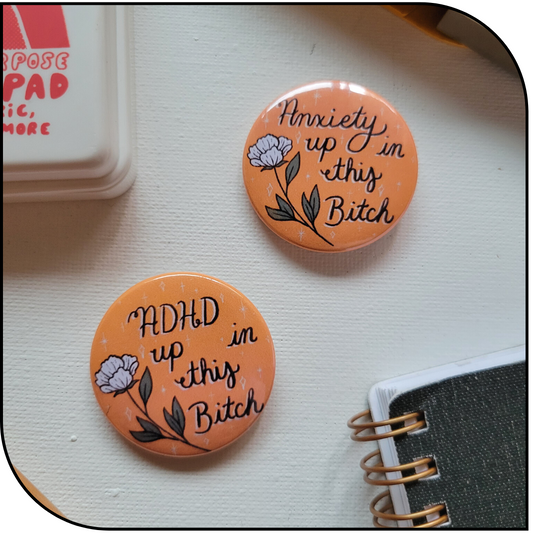 RPOSE
PAD
IC,
MORE
Anxiety
up in
this
Bitch
ADHD
up in
this
Bitch